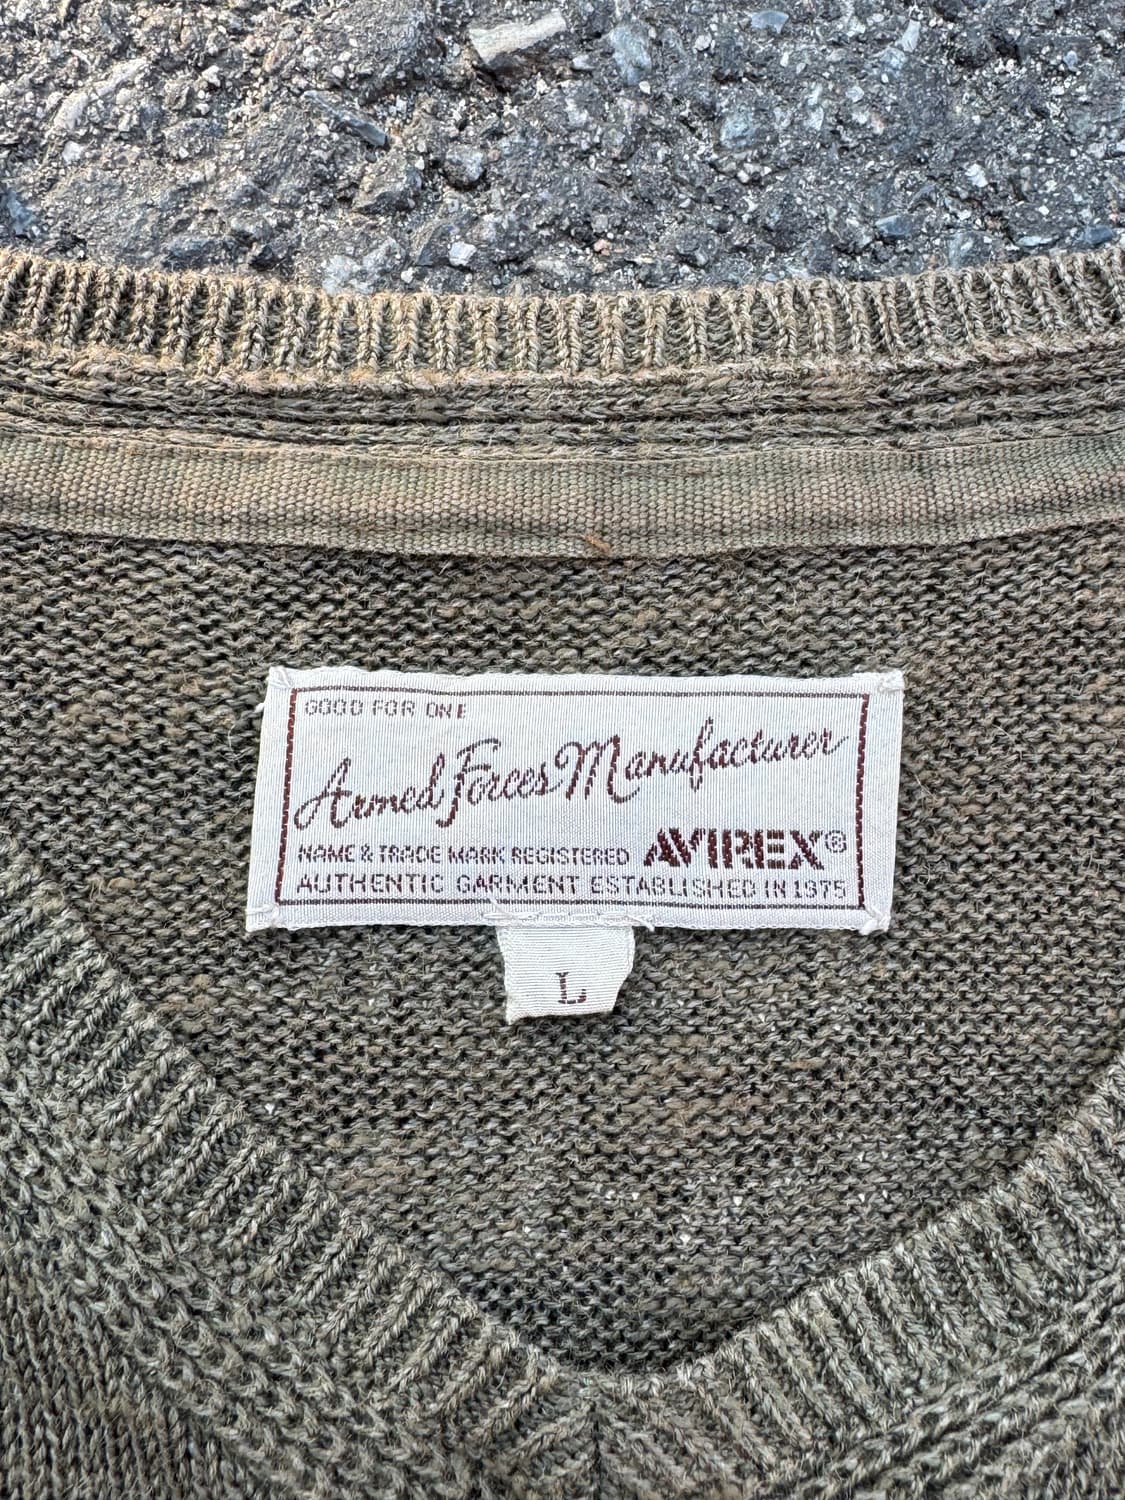 GOOD FOR ONE
Armed Forces Manufacturer
NAME & TRADE MARK REGISTERED AVIREX®
AUTHENTIC GARMENT ESTABLISHED IN 1975
L